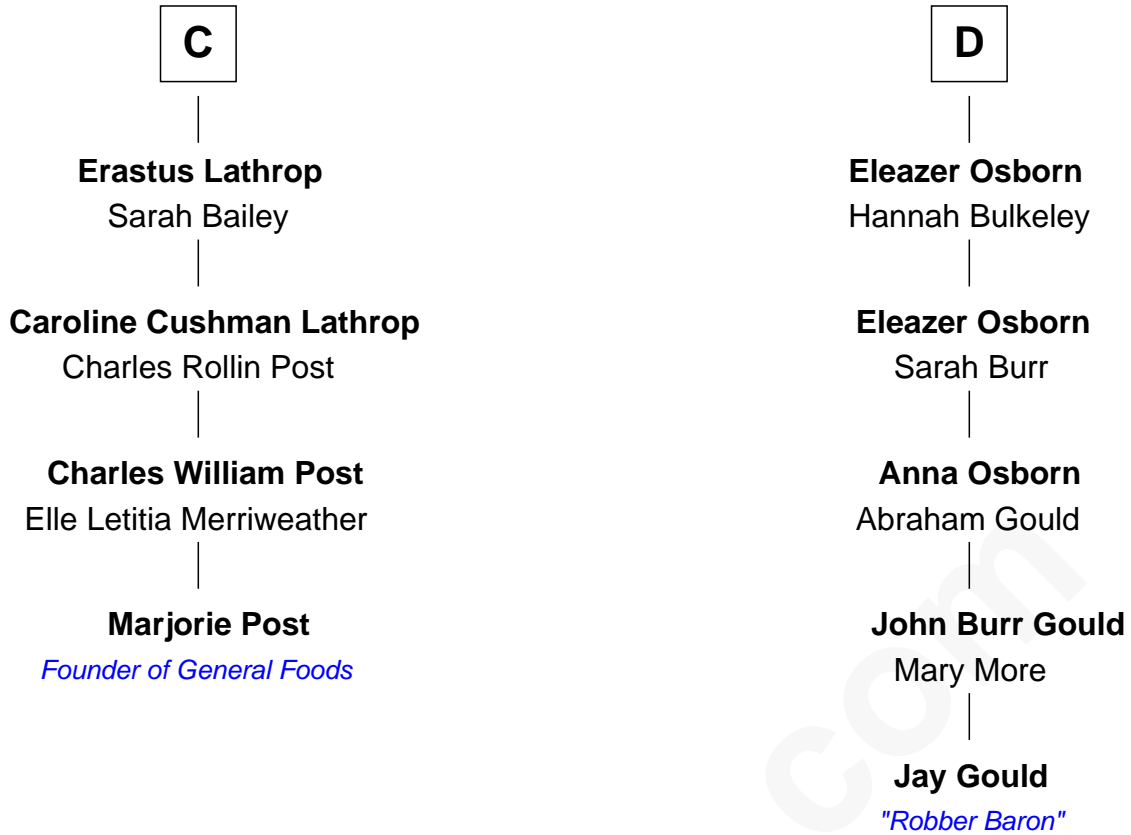 C
Erastus Lathrop
Sarah Bailey
Caroline Cushman Lathrop
Charles Rollin Post
Charles William Post
Elle Letitia Merriweather
Marjorie Post
Founder of General Foods
D
Eleazer Osborn
Hannah Bulkeley
Eleazer Osborn
Sarah Burr
Anna Osborn
Abraham Gould
John Burr Gould
Mary More
Jay Gould
"Robber Baron"
com